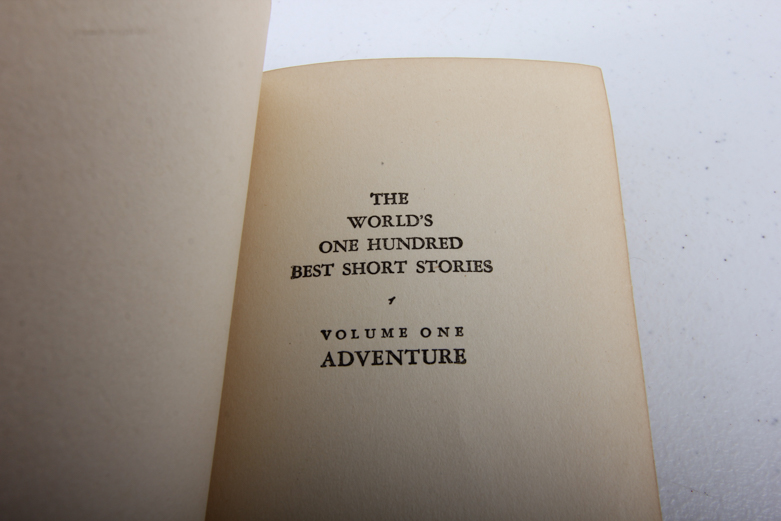 THE
WORLD'S
ONE HUNDRED
BEST SHORT STORIES
VOLUME ONE
ADVENTURE